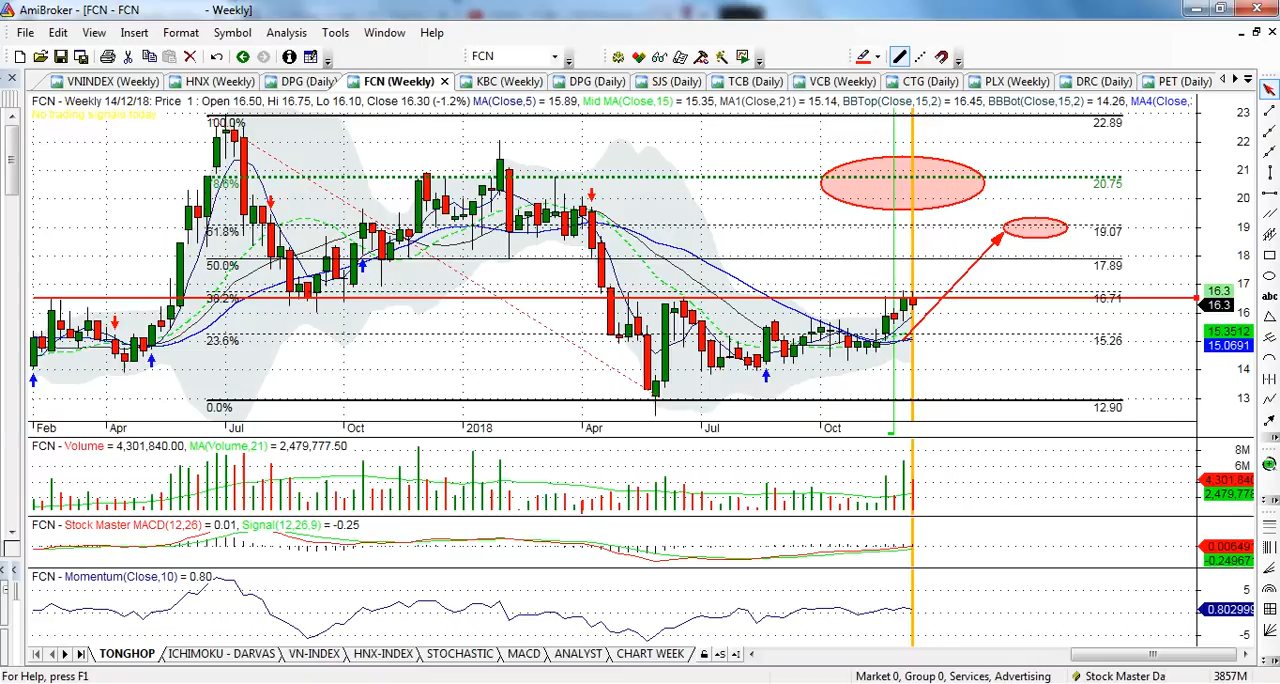 AmiBroker - [FCN - FCN - Weekly]
File Edit View Insert Format Symbol Analysis Tools Window Help
FCN
VNINDEX (Weekly) HNX (Weekly) DPG (Daily) FCN (Weekly) KBC (Weekly) DPG (Daily) SJS (Daily) TCB (Daily) VCB (Weekly) CTG (Daily) PLX (Weekly) DRC (Daily) PET (Daily)
FCN - Weekly 14/12/18: Price 1 : Open 16.50, Hi 16.75, Lo 16.10, Close 16.30 (-1.2%) MA(Close,5) = 15.89, Mid MA(Close,15) = 15.35, MA1(Close,21) = 15.14, BBTop(Close,15,2) = 16.45, BBBot(Close,15,2) = 14.26, MA4(Close,
No trading signals today
100.0% 22.89
23
22
21
78.6% 20.75
20
61.8% 19.07
19
50.0% 17.89
18
17
38.2% 16.71
16.3
16.3
16
15.3512
15.0691
23.6% 15.26
14
13
0.0% 12.90
Feb Apr Jul Oct 2018 Apr Jul Oct
FCN - Volume = 4,301,840.00, MA(Volume,21) = 2,479,777.50
8M
6M
4,301,840
2,479,778
FCN - Stock Master MACD(12,26) = 0.01, Signal(12,26,9) = -0.25
0.00649
-0.24967
FCN - Momentum(Close,10) = 0.80
5
0.802999
-5
TONGHOP ICHIMOKU - DARVAS VN-INDEX HNX-INDEX STOCHASTIC MACD ANALYST CHART WEEK
For Help, press F1 Market 0, Group 0, Services, Advertising Stock Master Da 3857M